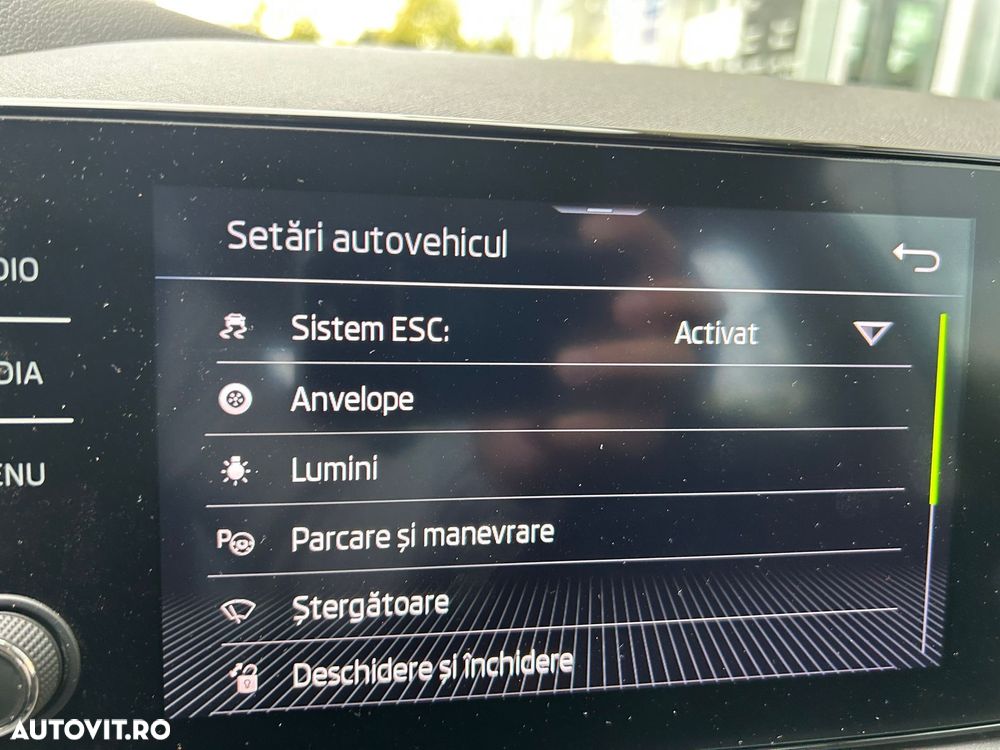 Setări autovehicul
DIO
Sistem ESC: Activat
DIA
Anvelope
ENU
Lumini
Parcare și manevrare
Ștergătoare
Deschidere și închidere
AUTOVIT.RO